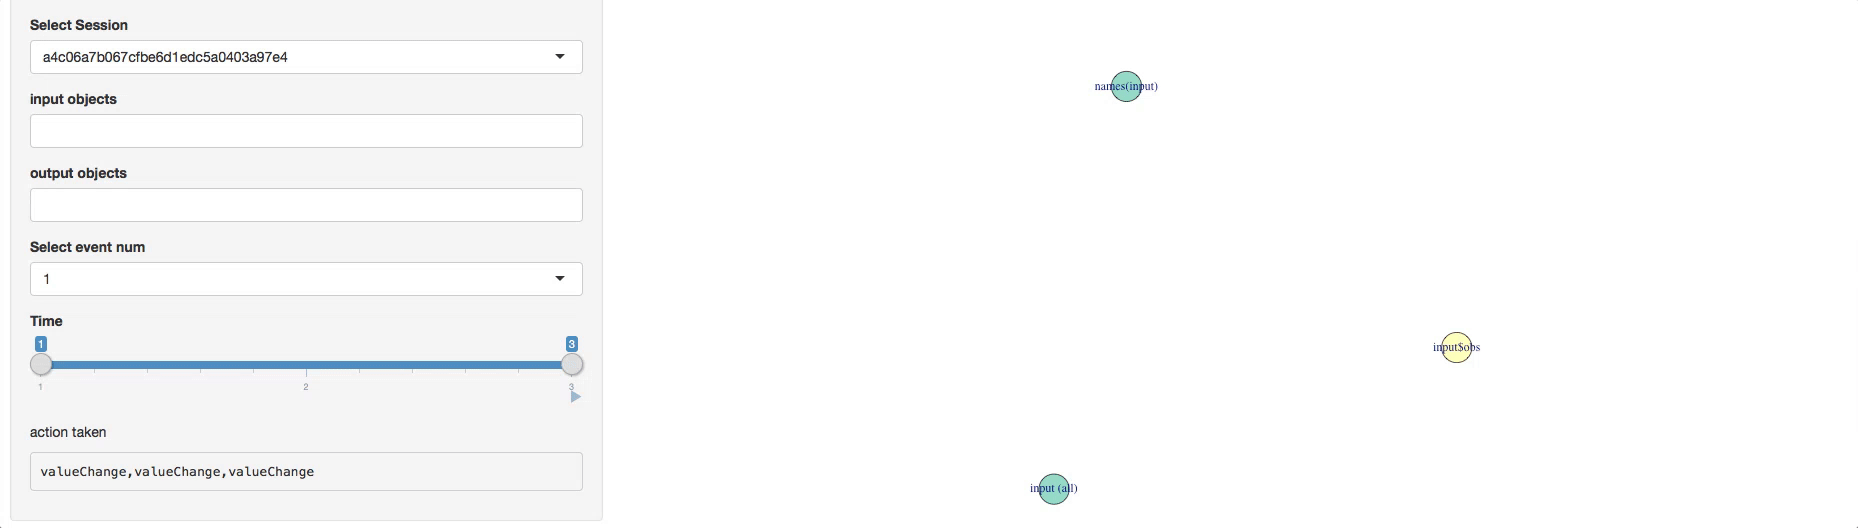 Select Session
a4c06a7b067cfbe6d1edc5a0403a97e4
input objects
output objects
Select event num
1
Time
1 3
1 2 3
action taken
valueChange,valueChange,valueChange
names(input)
input$obs
input (all)